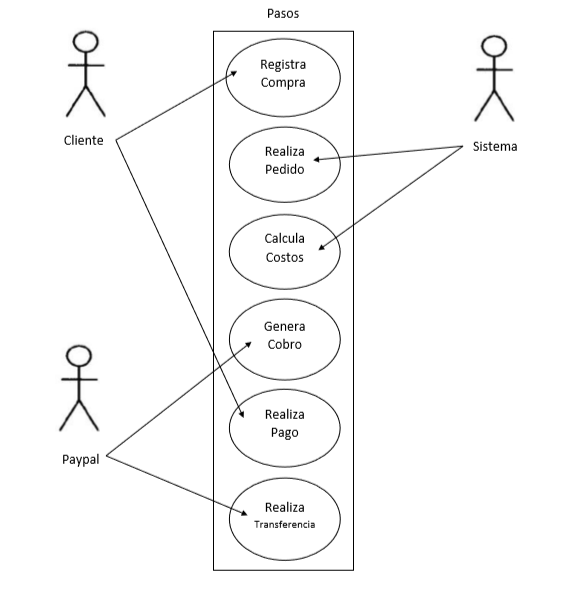 Pasos
Registra
Compra
Cliente
Realiza
Pedido
Sistema
Calcula
Costos
Genera
Cobro
Realiza
Pago
Paypal
Realiza
Transferencia